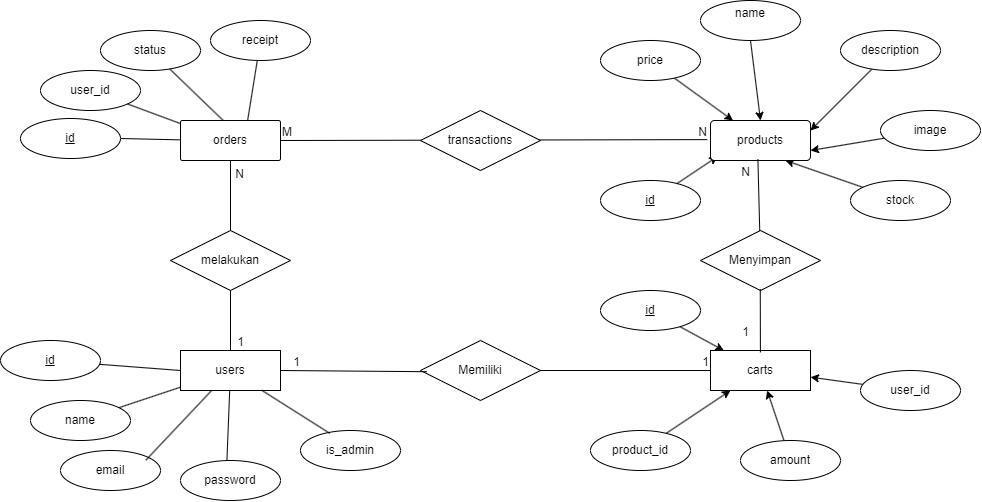 name
receipt
status
description
price
user_id
image
id
orders
M
transactions
N
products
N
N
id
stock
melakukan
Menyimpan
id
1
1
id
1
1
users
Memiliki
carts
user_id
name
is_admin
product_id
email
amount
password